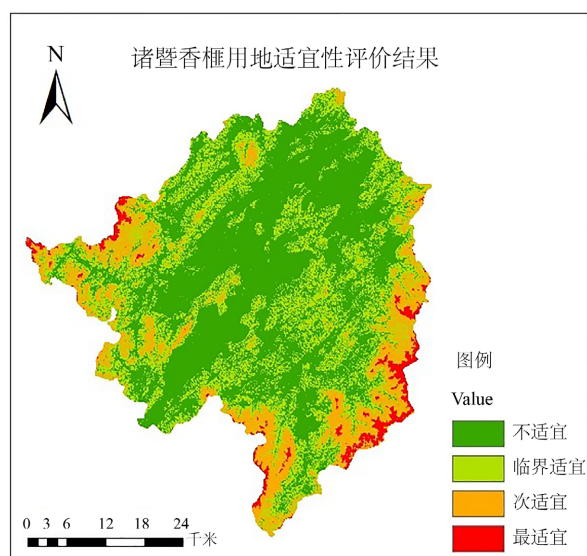 N
诸暨香榧用地适宜性评价结果
图例
Value
不适宜
临界适宜
次适宜
最适宜
0 3 6 12 18 24
千米